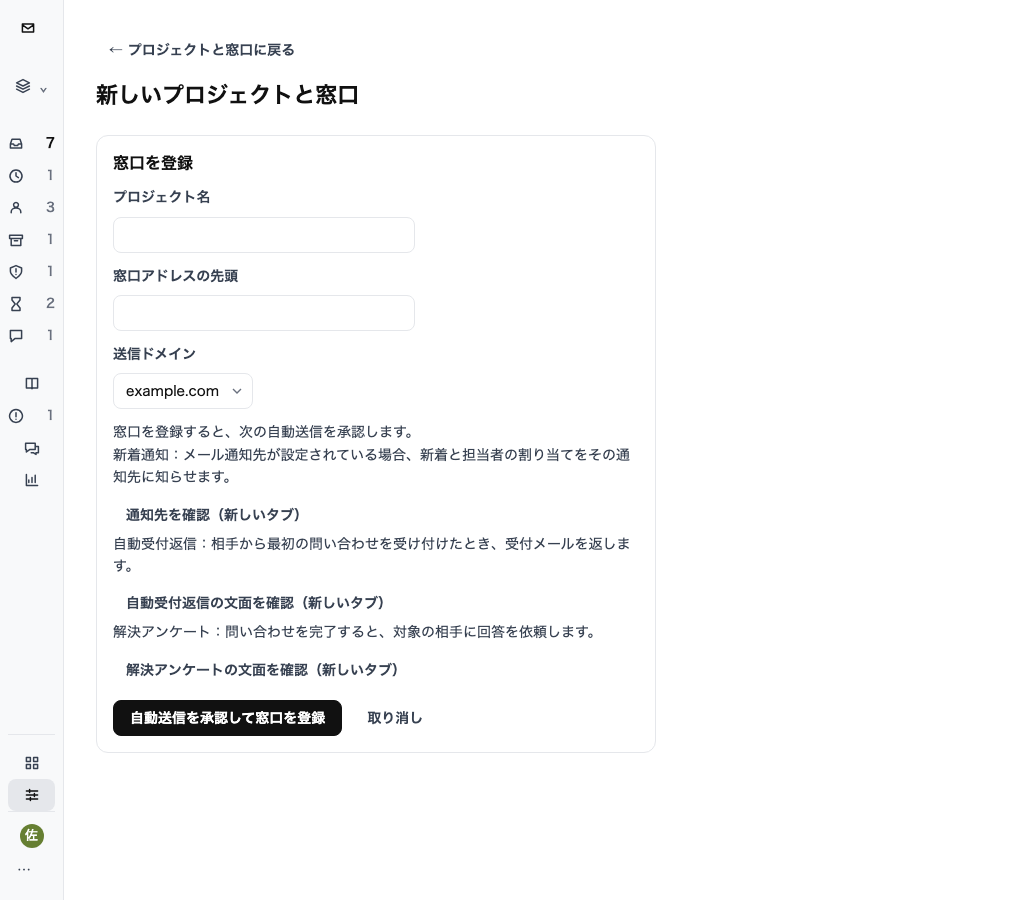 ← プロジェクトと窓口に戻る
新しいプロジェクトと窓口
7
1
3
1
1
2
1
1
佐
…
窓口を登録
プロジェクト名
窓口アドレスの先頭
送信ドメイン
example.com
窓口を登録すると、次の自動送信を承認します。
新着通知：メール通知先が設定されている場合、新着と担当者の割り当てをその通
知先に知らせます。
通知先を確認（新しいタブ）
自動受付返信：相手から最初の問い合わせを受け付けたとき、受付メールを返しま
す。
自動受付返信の文面を確認（新しいタブ）
解決アンケート：問い合わせを完了すると、対象の相手に回答を依頼します。
解決アンケートの文面を確認（新しいタブ）
自動送信を承認して窓口を登録
取り消し